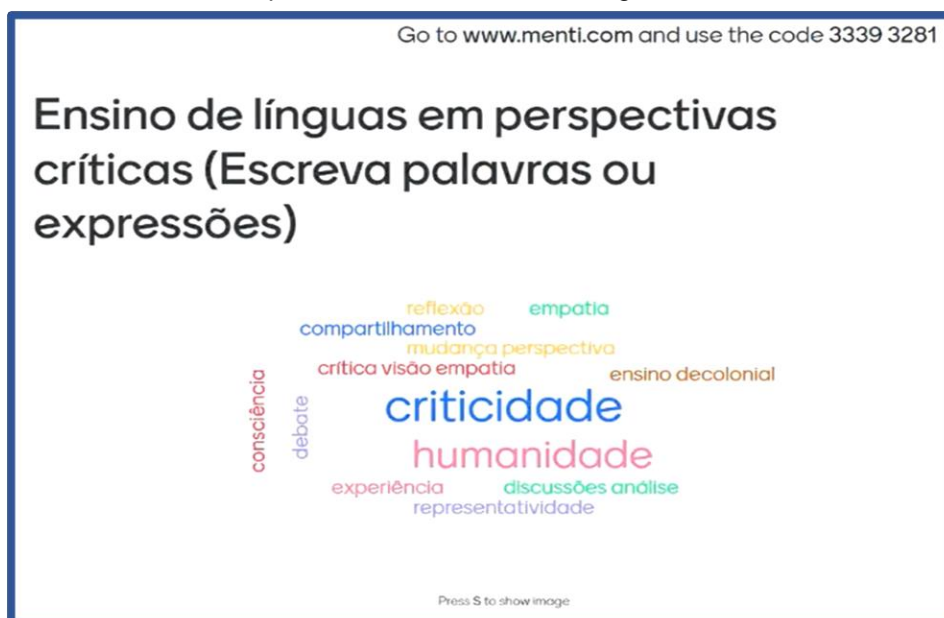 Go to www.menti.com and use the code 3339 3281
Ensino de línguas em perspectivas
críticas (Escreva palavras ou
expressões)
reflexão
empatia
compartilhamento
mudança perspectiva
crítica visão empatia
ensino decolonial
consciência
debate
criticidade
humanidade
experiência
discussões análise
representatividade
Press S to show image